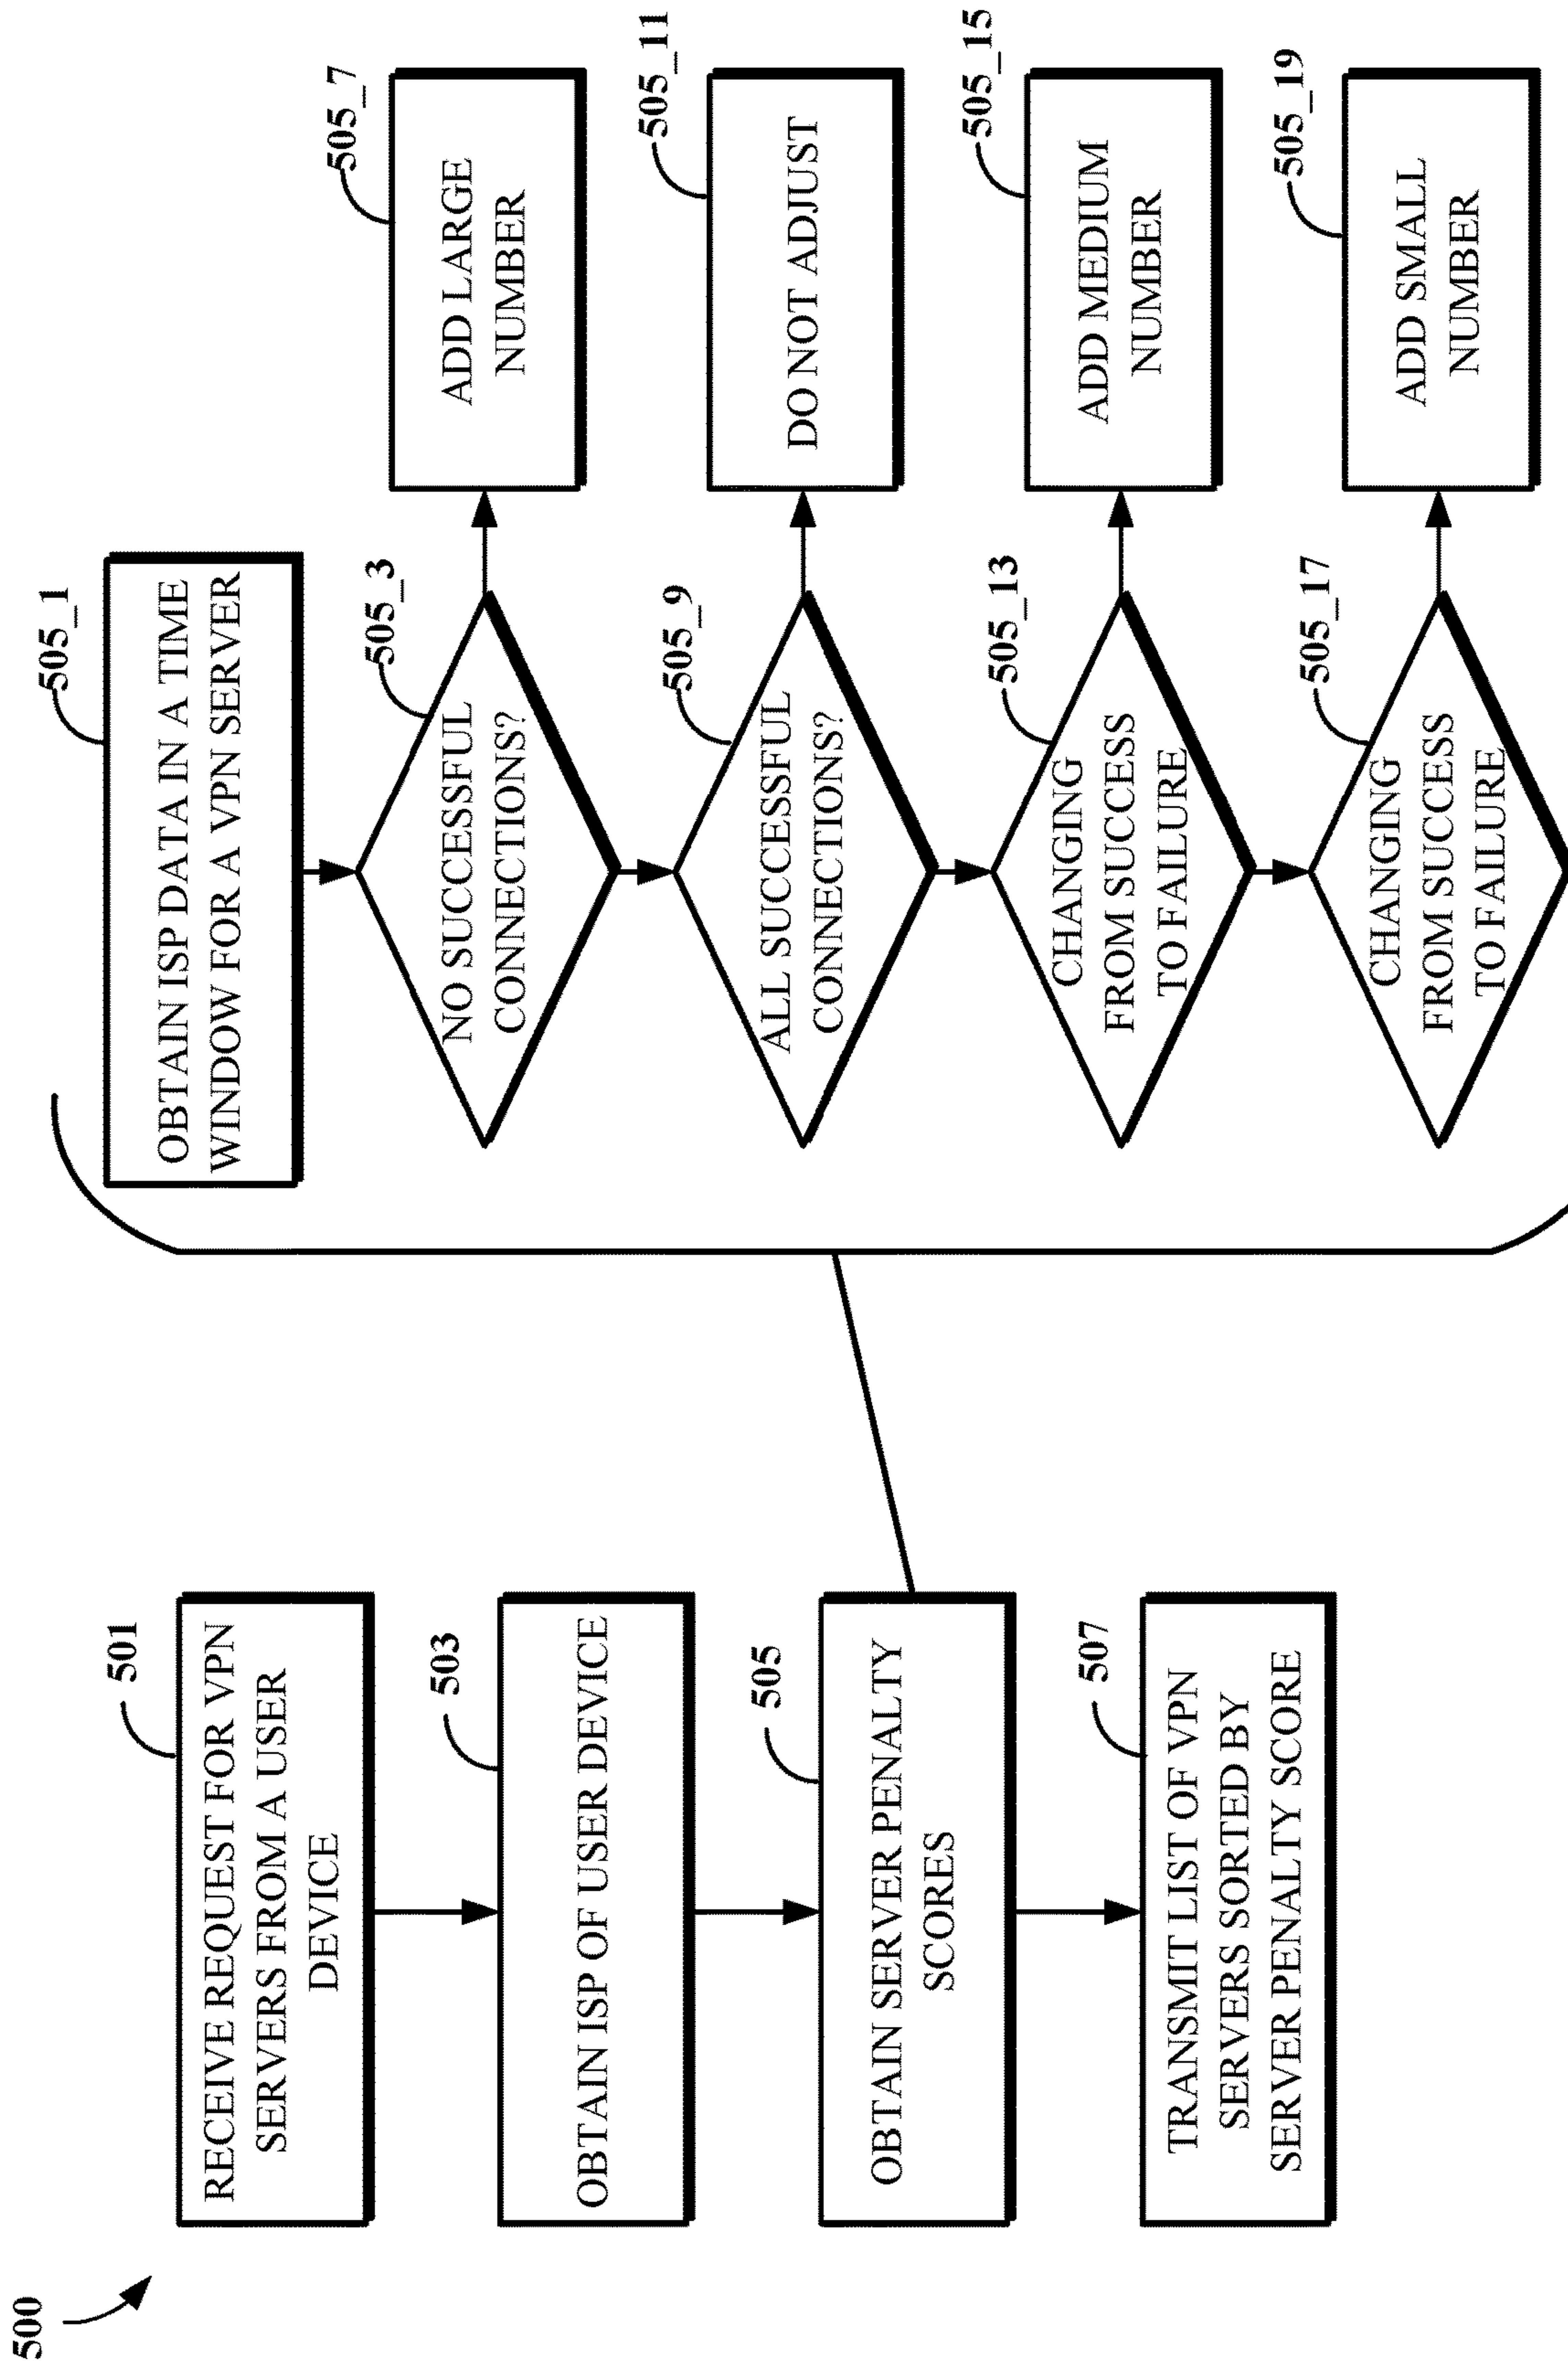 500
501
RECEIVE REQUEST FOR VPN
SERVERS FROM A USER
DEVICE
503
OBTAIN ISP OF USER DEVICE
505
OBTAIN SERVER PENALTY
SCORES
507
TRANSMIT LIST OF VPN
SERVERS SORTED BY
SERVER PENALTY SCORE
505_1
OBTAIN ISP DATA IN A TIME
WINDOW FOR A VPN SERVER
505_3
NO SUCCESSFUL
CONNECTIONS?
505_7
ADD LARGE
NUMBER
505_9
ALL SUCCESSFUL
CONNECTIONS?
505_11
DO NOT ADJUST
505_13
CHANGING
FROM SUCCESS
TO FAILURE
505_15
ADD MEDIUM
NUMBER
505_17
CHANGING
FROM SUCCESS
TO FAILURE
505_19
ADD SMALL
NUMBER